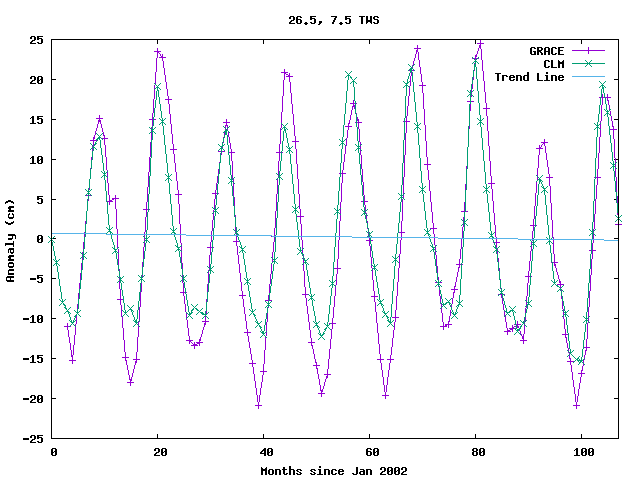 26.5, 7.5 TWS
GRACE
CLM
Trend Line
25
20
15
10
5
0
-5
-10
-15
-20
-25
Anomaly (cm)
0 20 40 60 80 100
Months since Jan 2002